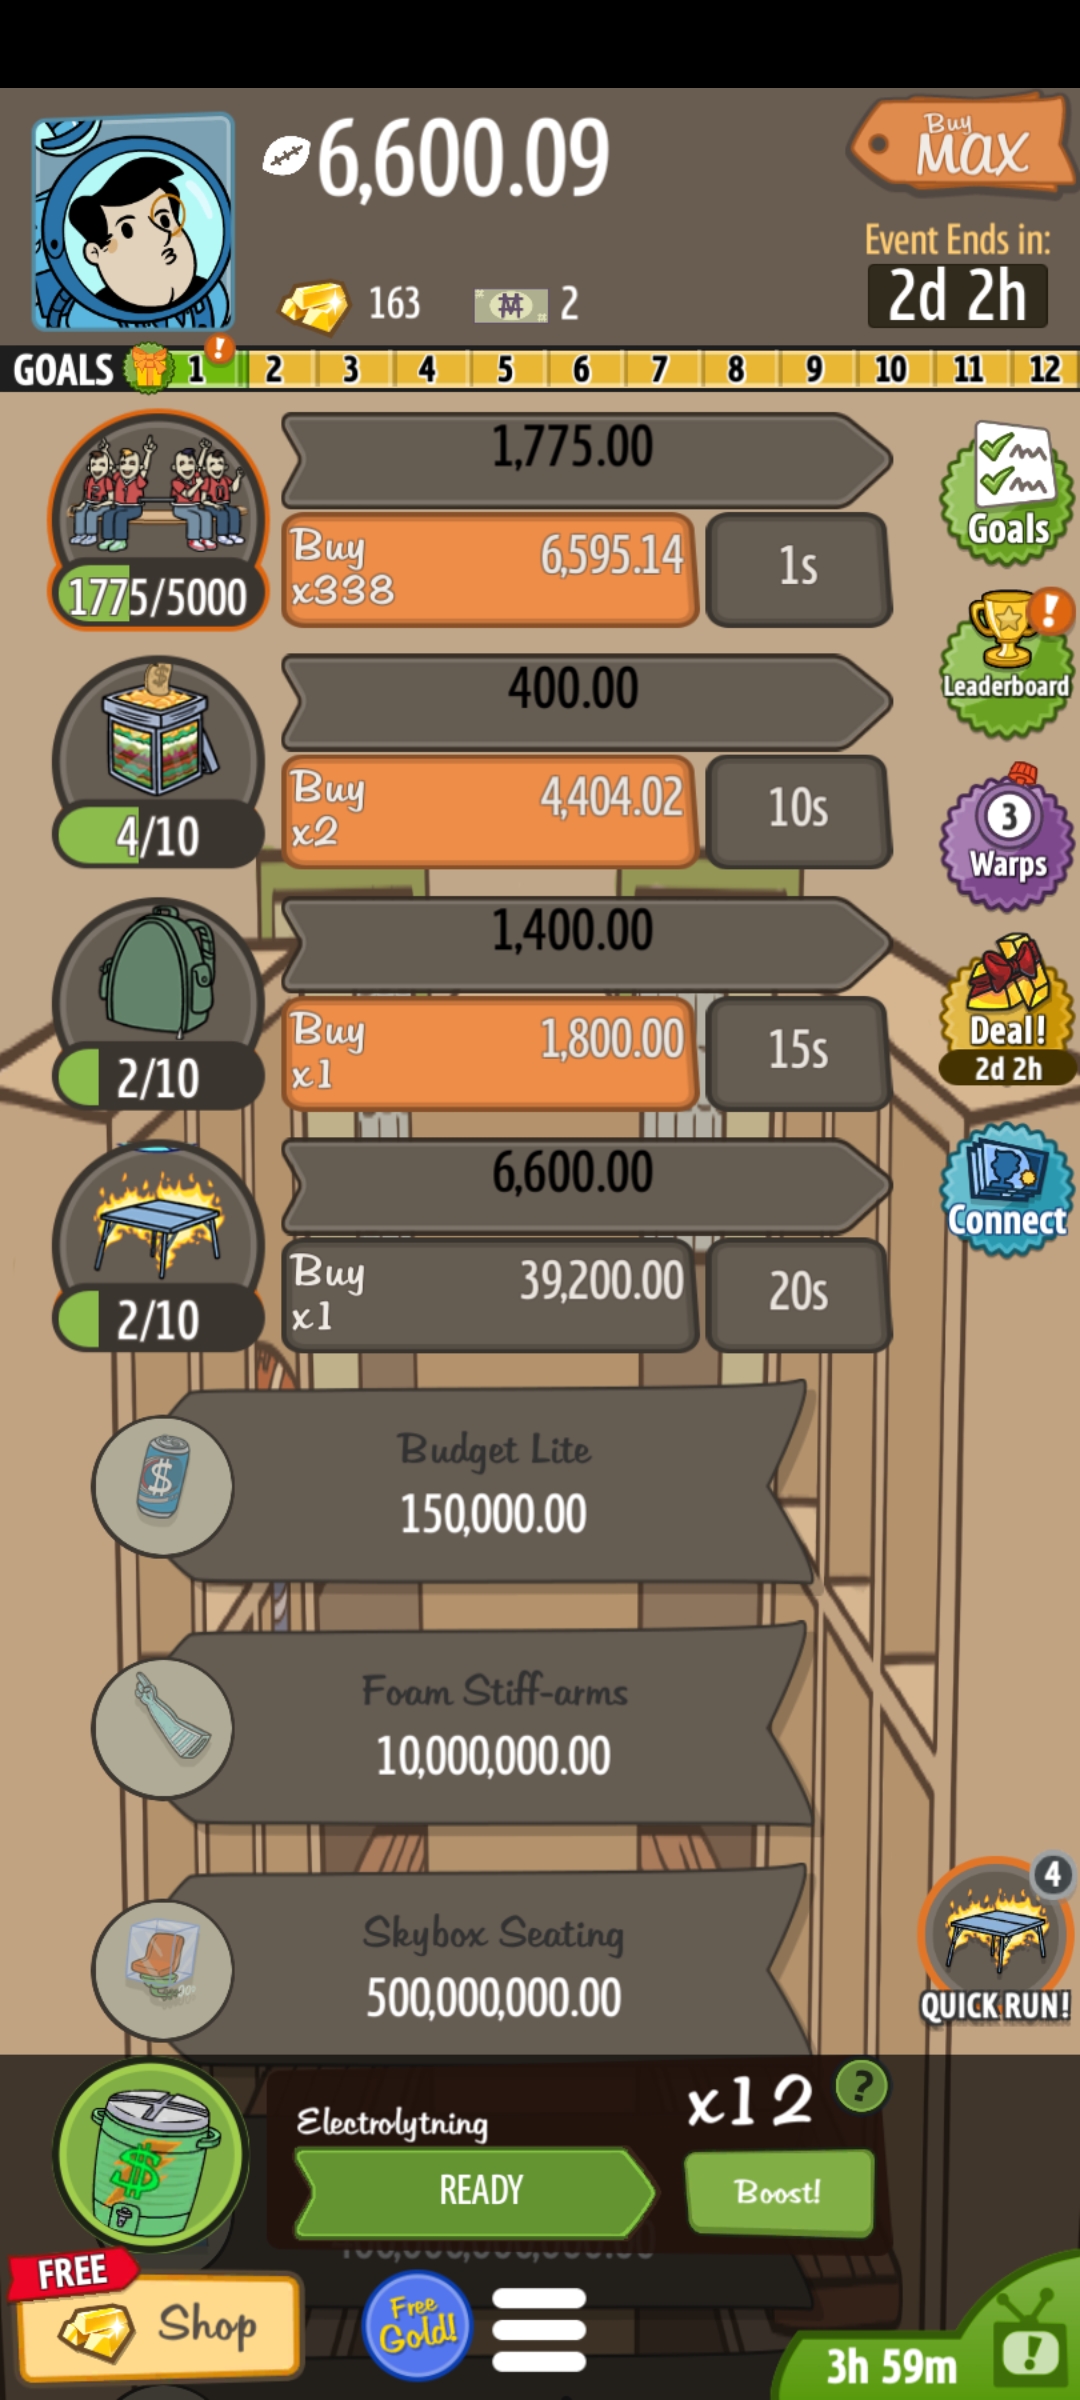 6,600.09
Buy
MAX
163
2
Event Ends in:
2d 2h
GOALS 1 ! 2 3 4 5 6 7 8 9 10 11 12
1,775.00
Buy
x338
6,595.14
1s
1775/5000
Goals
400.00
Buy
x2
4,404.02
10s
4/10
!
Leaderboard
1,400.00
Buy
x1
1,800.00
15s
2/10
3
Warps
6,600.00
Buy
x1
39,200.00
20s
2/10
Deal!
2d 2h
Connect
Budget Lite
150,000.00
Foam Stiff-arms
10,000,000.00
Skybox Seating
500,000,000.00
4
QUICK RUN!
Electrolytning
x12
?
READY
Boost!
FREE
Shop
Free
Gold!
3h 59m
!